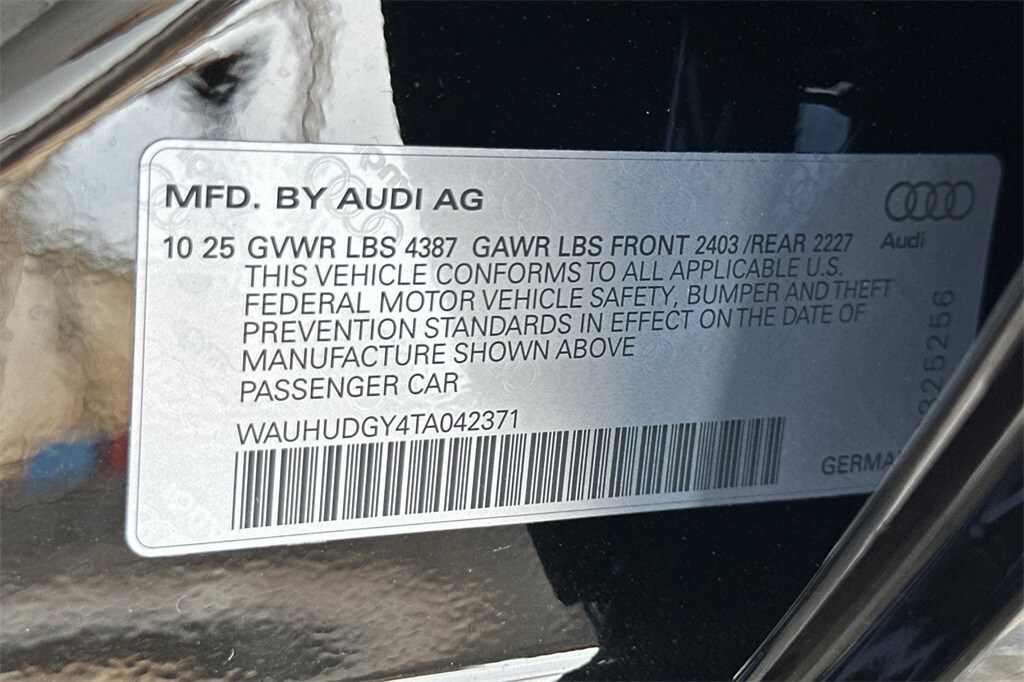 MFD. BY AUDI AG
10 25 GVWR LBS 4387 GAWR LBS FRONT 2403 /REAR 2227
Audi
THIS VEHICLE CONFORMS TO ALL APPLICABLE U.S.
FEDERAL MOTOR VEHICLE SAFETY, BUMPER AND THEFT
PREVENTION STANDARDS IN EFFECT ON THE DATE OF
MANUFACTURE SHOWN ABOVE
PASSENGER CAR
WAUHUDGY4TA042371